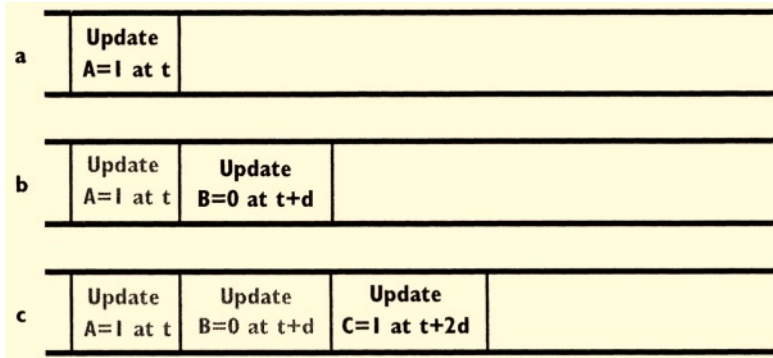 a
Update
A=1 at t
b
Update
A=1 at t
Update
B=0 at t+d
c
Update
A=1 at t
Update
B=0 at t+d
Update
C=1 at t+2d